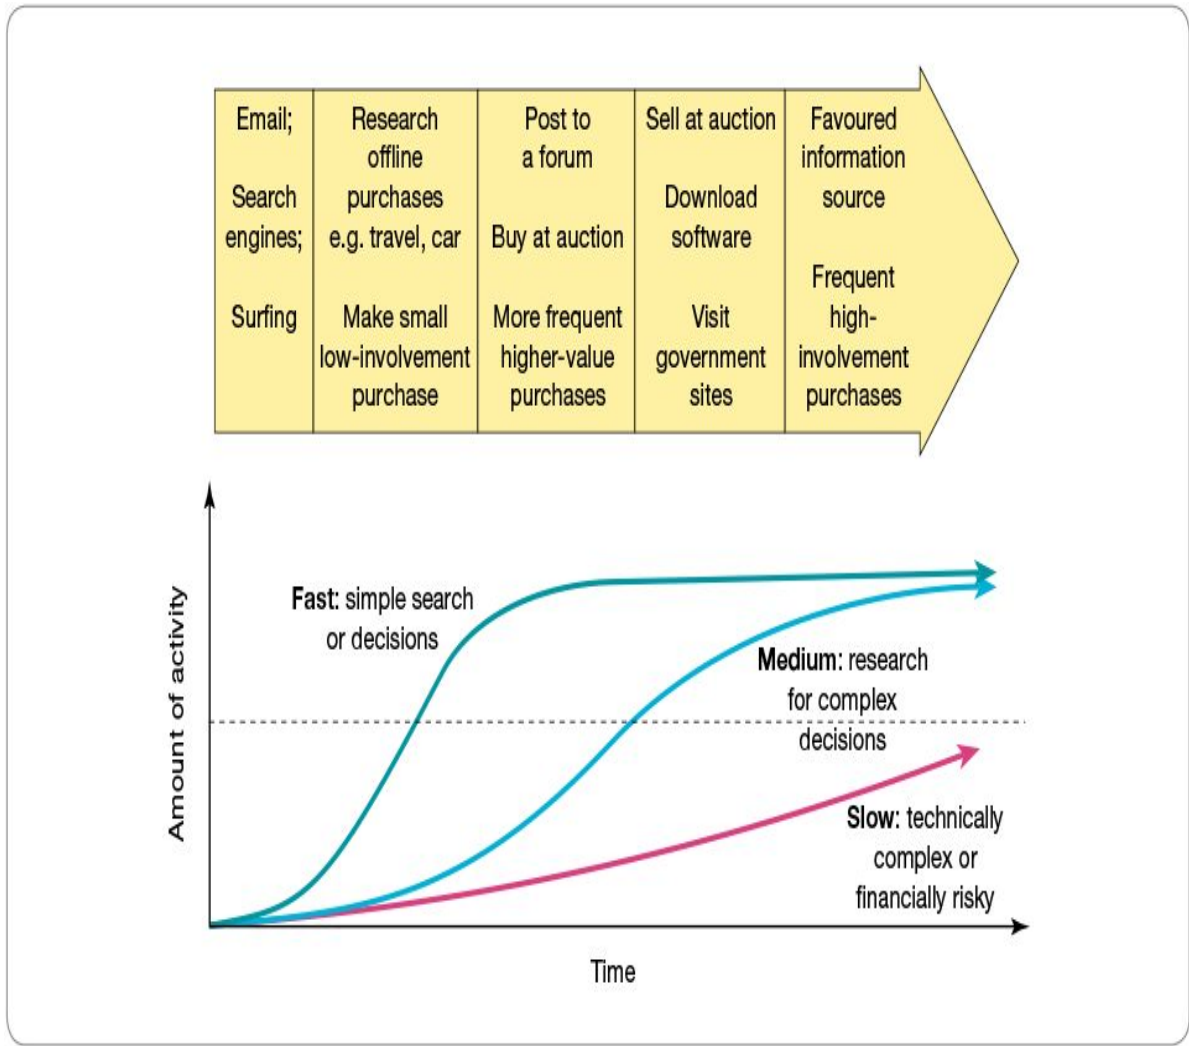 Email;
Search
engines;
Surfing
Research
offline
purchases
e.g. travel, car
Make small
low-involvement
purchase
Post to
a forum
Buy at auction
More frequent
higher-value
purchases
Sell at auction
Download
software
Visit
government
sites
Favoured
information
source
Frequent
high-
involvement
purchases
Amount of activity
Fast: simple search
or decisions
Medium: research
for complex
decisions
Slow: technically
complex or
financially risky
Time